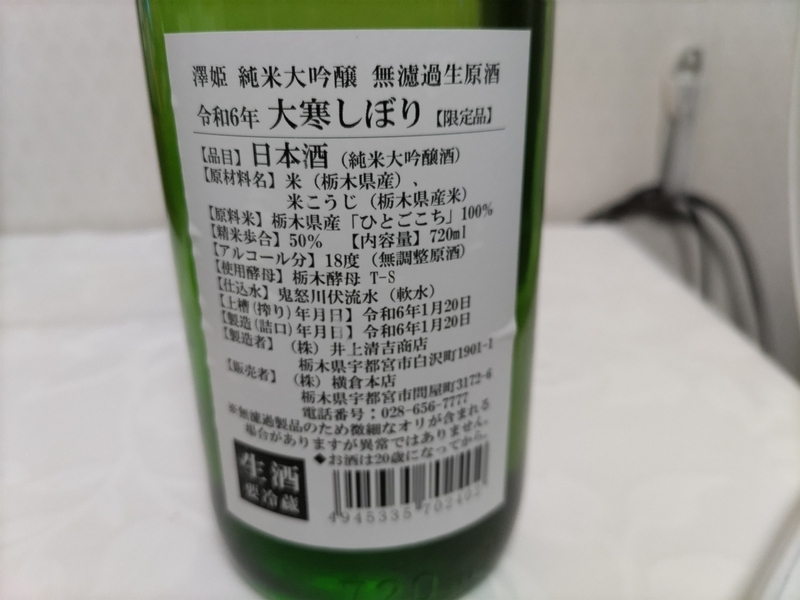 澤姫 純米大吟醸 無濾過生原酒
令和6年 大寒しぼり【限定品】
【品目】日本酒（純米大吟醸酒）
【原材料名】米（栃木県産）、
米こうじ（栃木県産米）
【原料米】栃木県産「ひとごこち」100%
【精米歩合】50% 【内容量】720ml
【アルコール分】18度（無調整原酒）
【使用酵母】栃木酵母 T-S
【仕込水】鬼怒川伏流水（軟水）
【上槽(搾り)年月日】令和6年1月20日
【製造(詰口)年月日】令和6年1月20日
【製造者】（株）井上清吉商店
栃木県宇都宮市白沢町1901-1
【販売者】（株）横倉本店
栃木県宇都宮市問屋町3172-6
電話番号：028-656-7777
※無濾過製品のため微細なオリが含まれる
場合がありますが異常ではありません。
◆お酒は20歳になってから。
生酒
要冷蔵
4945335 702402